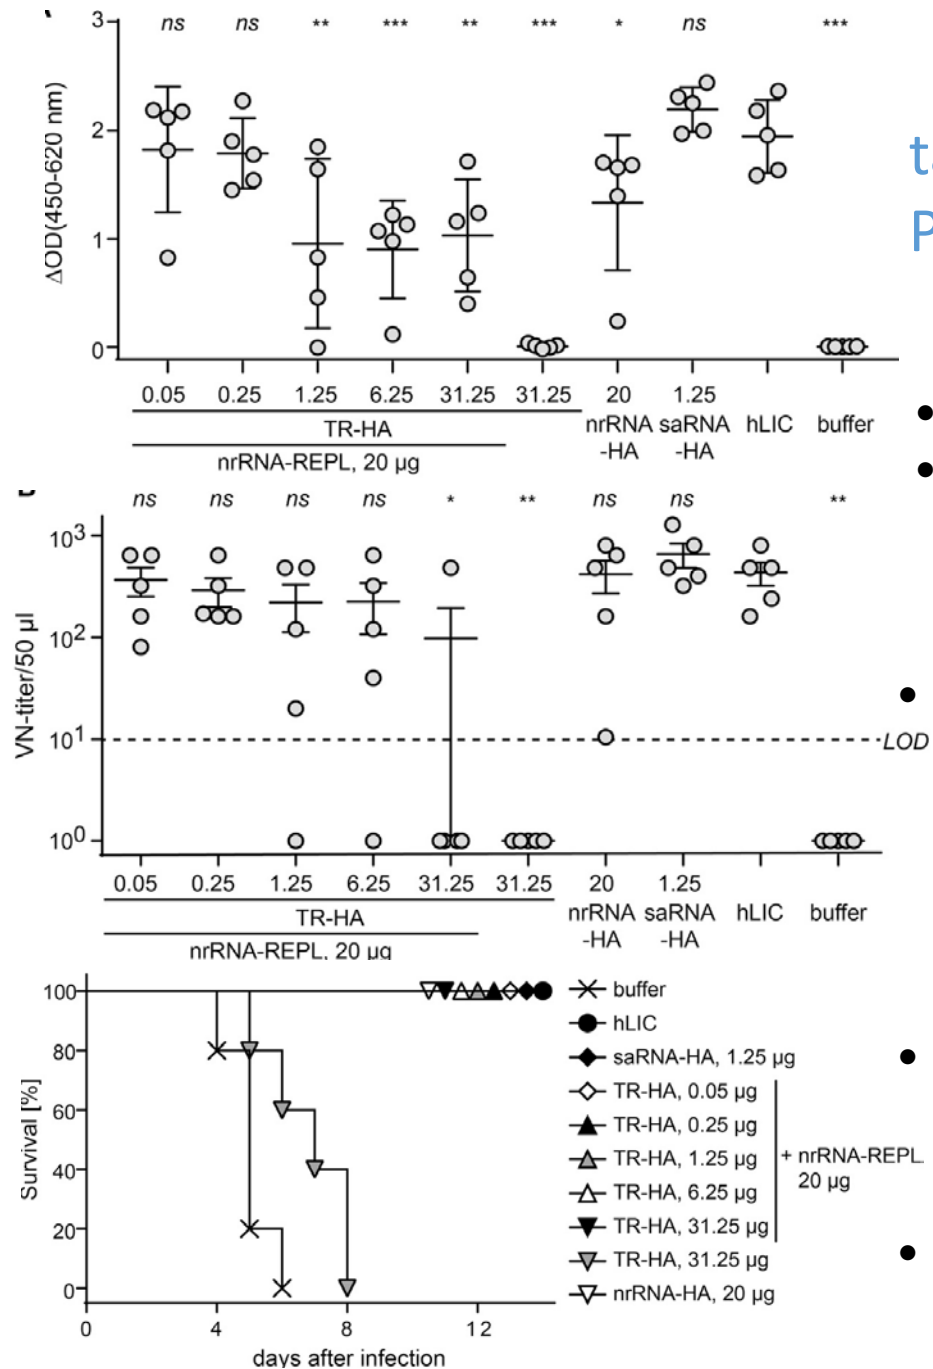 ns ns ** *** ** *** * ns ***
3
2
1
0
ΔOD(450-620 nm)
0.05 0.25 1.25 6.25 31.25 31.25 20 1.25
nrRNA saRNA hLIC buffer
-HA -HA
TR-HA
nrRNA-REPL, 20 µg
ns ns ns ns * ** ns ns **
10³
10²
10¹
10⁰
VN-titer/50 µl
LOD
0.05 0.25 1.25 6.25 31.25 31.25 20 1.25
nrRNA saRNA hLIC buffer
-HA -HA
TR-HA
nrRNA-REPL, 20 µg
100
80
60
40
20
0
Survival [%]
0 4 8 12
days after infection
buffer
hLIC
saRNA-HA, 1.25 µg
TR-HA, 0.05 µg
TR-HA, 0.25 µg
TR-HA, 1.25 µg
TR-HA, 6.25 µg
TR-HA, 31.25 µg
+ nrRNA-REPL
20 µg
TR-HA, 31.25 µg
nrRNA-HA, 20 µg